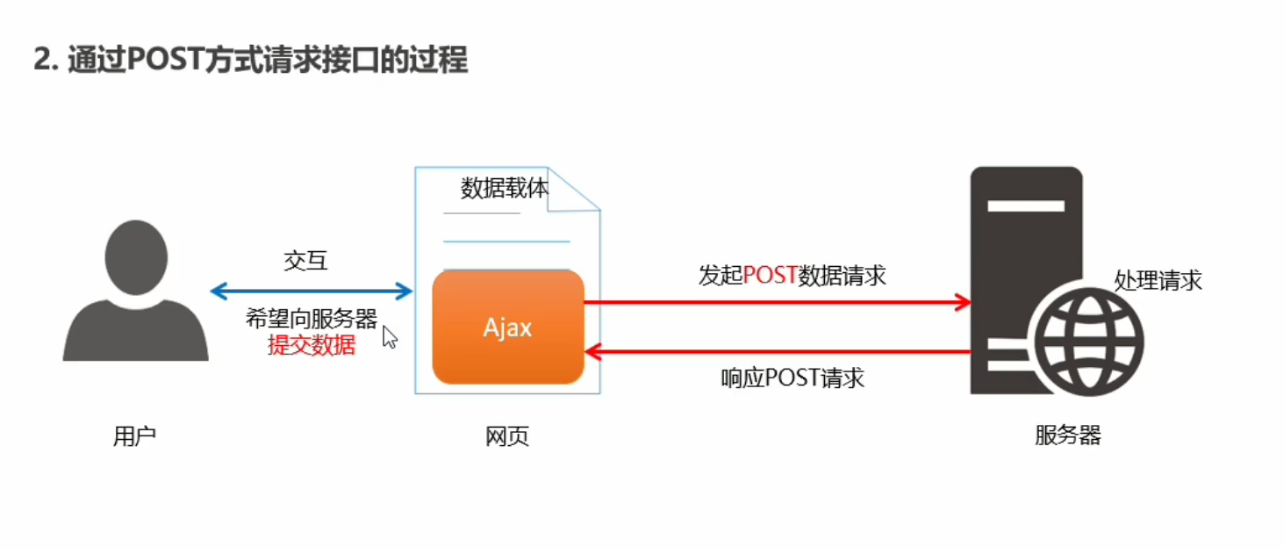 2. 通过POST方式请求接口的过程
数据载体
交互
希望向服务器
提交数据
Ajax
发起POST数据请求
响应POST请求
处理请求
用户
网页
服务器